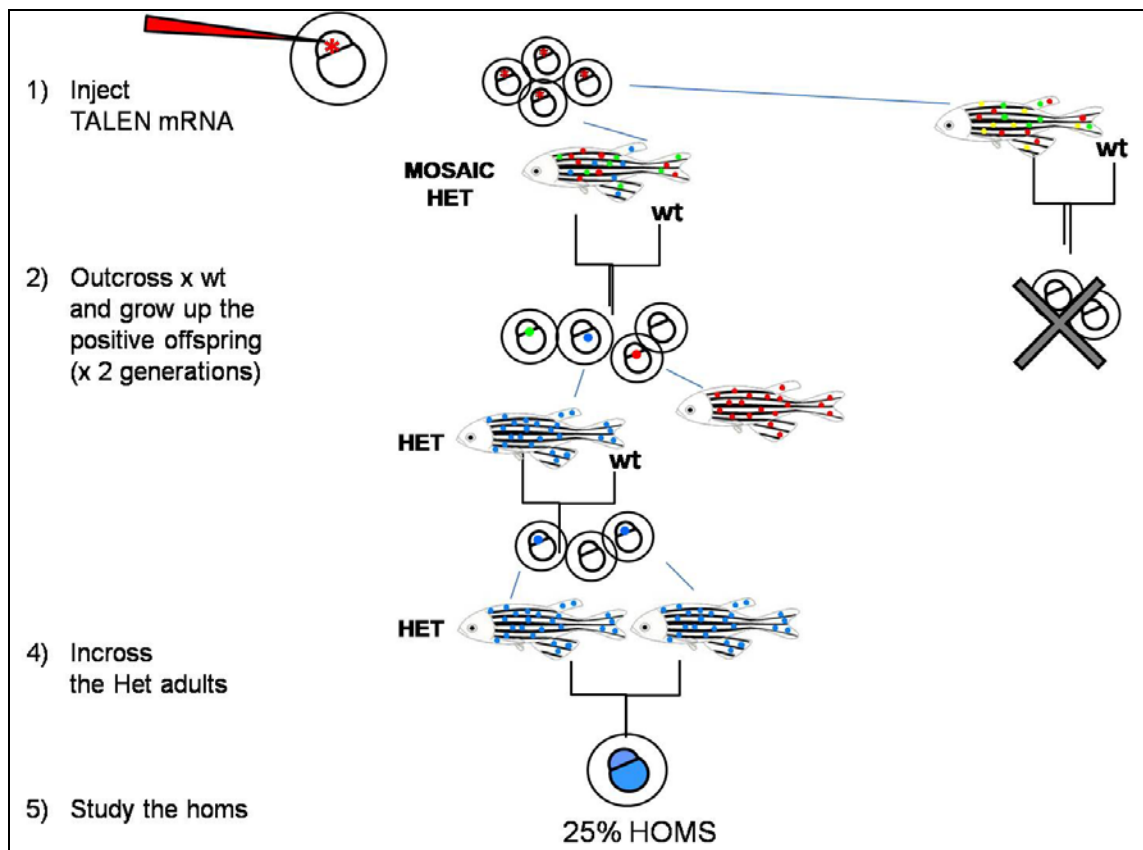 1) Inject
TALEN mRNA
MOSAIC
HET
wt
wt
2) Outcross x wt
and grow up the
positive offspring
(x 2 generations)
HET
wt
HET
4) Incross
the Het adults
5) Study the homs
25% HOMS